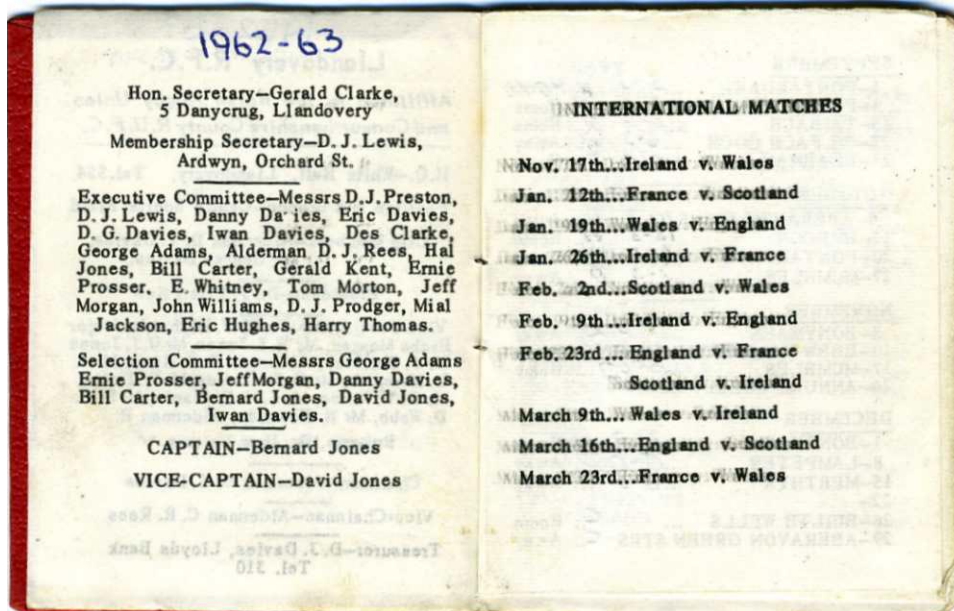 1962-63
Hon. Secretary—Gerald Clarke,
5 Danycrug, Llandovery
Membership Secretary—D. J. Lewis,
Ardwyn, Orchard St.
Executive Committee—Messrs D.J. Preston,
D. J. Lewis, Danny Da ies, Eric Davies,
D. G. Davies, Iwan Davies, Des Clarke,
George Adams, Alderman D. J. Rees, Hal
Jones, Bill Carter, Gerald Kent, Ernie
Prosser. E. Whitney, Tom Morton, Jeff
Morgan, John Williams, D. J. Prodger, Mial
Jackson, Eric Hughes, Harry Thomas.
Selection Committee—Messrs George Adams
Ernie Prosser, Jeff Morgan, Danny Davies,
Bill Carter, Bernard Jones, David Jones,
Iwan Davies.
CAPTAIN—Bernard Jones
VICE-CAPTAIN—David Jones
INTERNATIONAL MATCHES
Nov. 17th...Ireland v. Wales
Jan. 12th...France v. Scotland
Jan. 19th...Wales v. England
Jan. 26th...Ireland v. France
Feb. 2nd...Scotland v. Wales
Feb. 9th...Ireland v. England
Feb. 23rd...England v. France
Scotland v. Ireland
March 9th...Wales v. Ireland
March 16th...England v. Scotland
March 23rd...France v. Wales